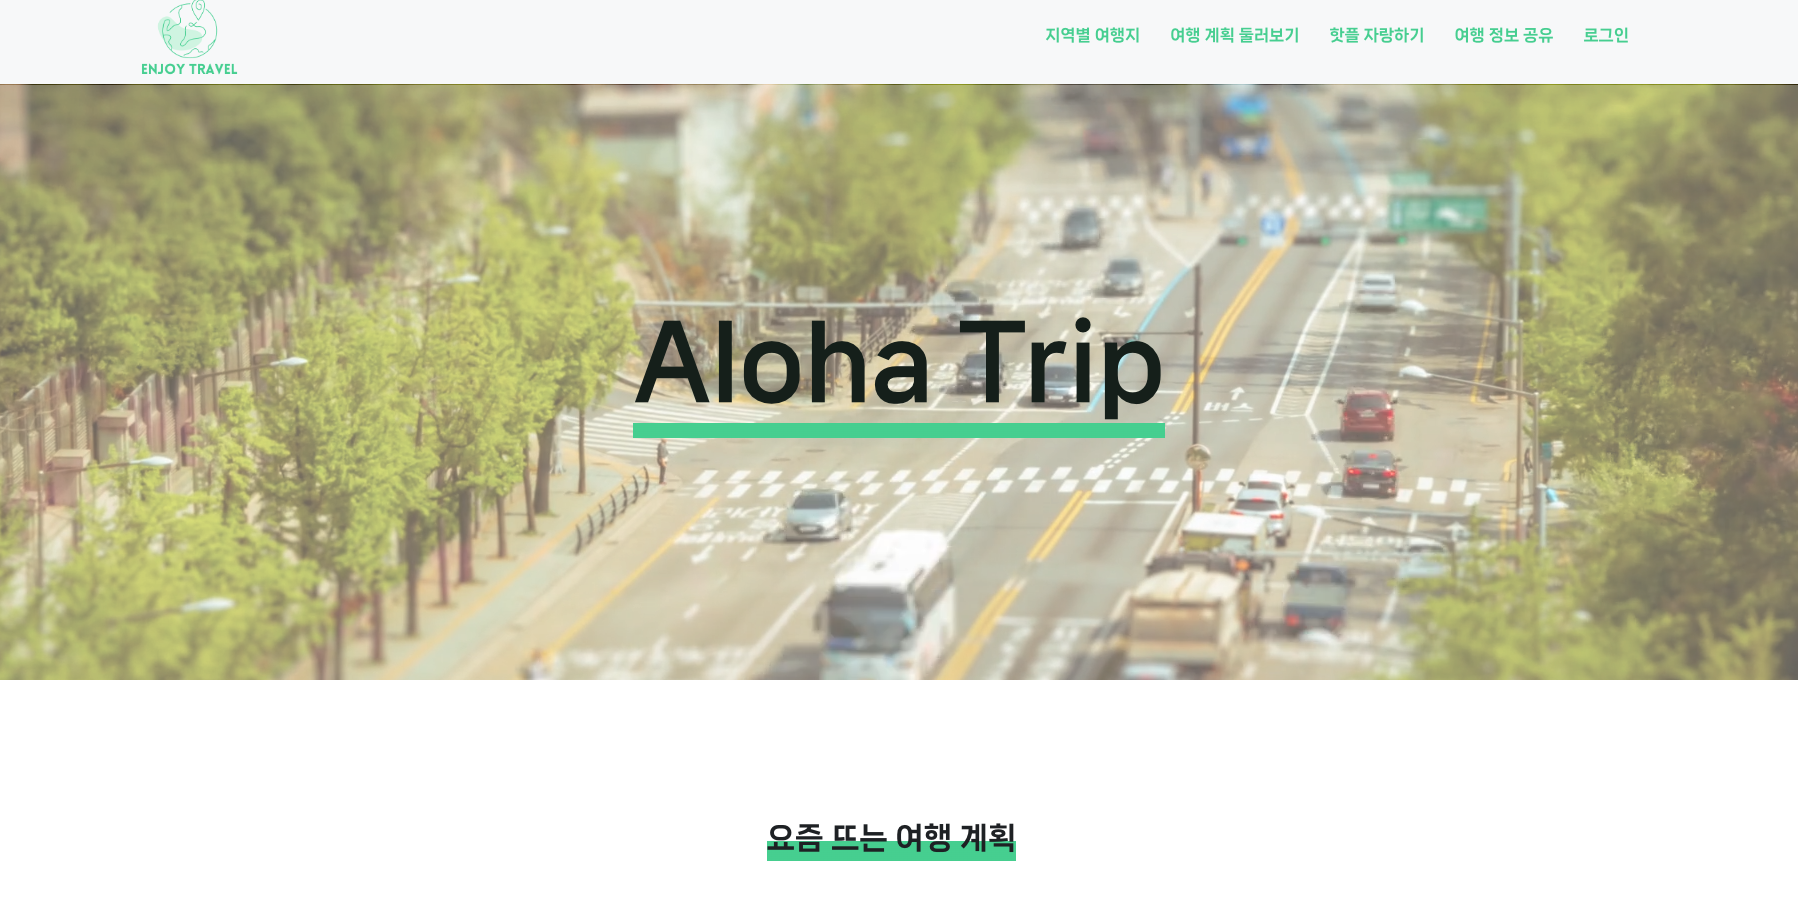 ENJOY TRAVEL
지역별 여행지 여행 계획 둘러보기 핫플 자랑하기 여행 정보 공유 로그인
Aloha Trip
버스
요즘 뜨는 여행 계획